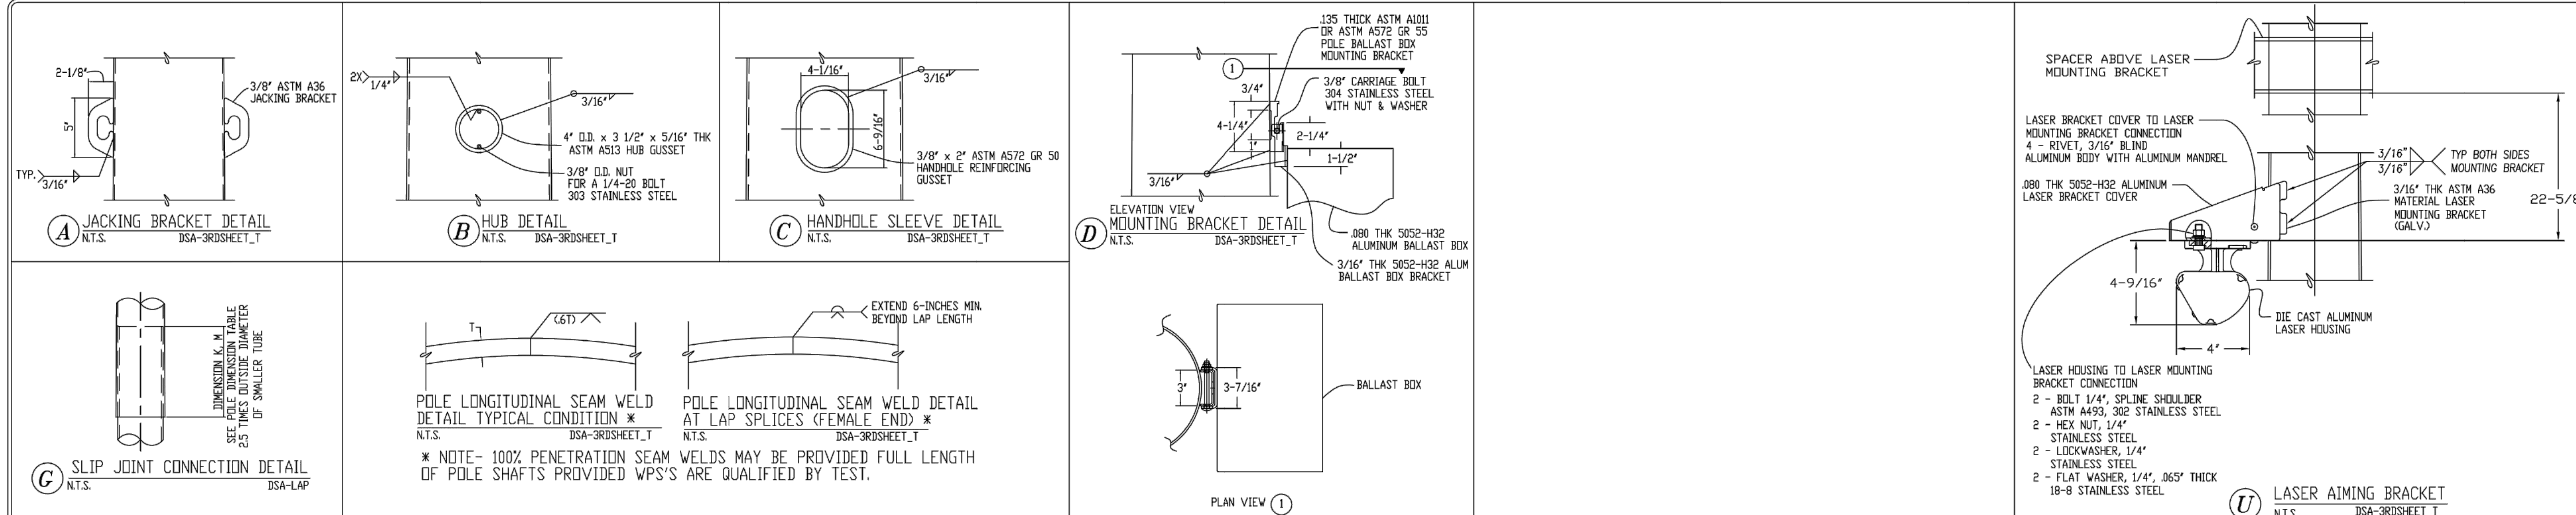 2-1/8"
5"
3/8" ASTM A36
JACKING BRACKET
TYP.
3/16"
A
JACKING BRACKET DETAIL
N.T.S.
DSA-3RDSHEET_T
2X
1/4"
3/16"
4" O.D. x 3 1/2" x 5/16" THK
ASTM A513 HUB GUSSET
3/8" O.D. NUT
FOR A 1/4-20 BOLT
303 STAINLESS STEEL
B
HUB DETAIL
N.T.S.
DSA-3RDSHEET_T
4-1/16"
3/16"
6-9/16"
3/8" x 2" ASTM A572 GR 50
HANDHOLE REINFORCING
GUSSET
C
HANDHOLE SLEEVE DETAIL
N.T.S.
DSA-3RDSHEET_T
.135 THICK ASTM A1011
OR ASTM A572 GR 55
POLE BALLAST BOX
MOUNTING BRACKET
1
3/8" CARRIAGE BOLT
304 STAINLESS STEEL
WITH NUT & WASHER
3/4"
4-1/4"
1"
2-1/4"
1-1/2"
3/16"
ELEVATION VIEW
D
MOUNTING BRACKET DETAIL
N.T.S.
DSA-3RDSHEET_T
.080 THK 5052-H32
ALUMINUM BALLAST BOX
3/16" THK 5052-H32 ALUM
BALLAST BOX BRACKET
3"
3-7/16"
BALLAST BOX
PLAN VIEW 1
DIMENSION K, M
SEE POLE DIMENSION TABLE
2.5 TIMES OUTSIDE DIAMETER
OF SMALLER TUBE
G
SLIP JOINT CONNECTION DETAIL
N.T.S.
DSA-LAP
T
(.6T)
POLE LONGITUDINAL SEAM WELD
DETAIL TYPICAL CONDITION *
N.T.S.
DSA-3RDSHEET_T
EXTEND 6-INCHES MIN.
BEYOND LAP LENGTH
POLE LONGITUDINAL SEAM WELD DETAIL
AT LAP SPLICES (FEMALE END) *
N.T.S.
DSA-3RDSHEET_T
* NOTE- 100% PENETRATION SEAM WELDS MAY BE PROVIDED FULL LENGTH
OF POLE SHAFTS PROVIDED WPS'S ARE QUALIFIED BY TEST.
SPACER ABOVE LASER
MOUNTING BRACKET
LASER BRACKET COVER TO LASER
MOUNTING BRACKET CONNECTION
4 - RIVET, 3/16" BLIND
ALUMINUM BODY WITH ALUMINUM MANDREL
.080 THK 5052-H32 ALUMINUM
LASER BRACKET COVER
3/16"
3/16"
TYP BOTH SIDES
MOUNTING BRACKET
3/16" THK ASTM A36
MATERIAL LASER
MOUNTING BRACKET
(GALV.)
22-5/8
4-9/16"
4"
DIE CAST ALUMINUM
LASER HOUSING
LASER HOUSING TO LASER MOUNTING
BRACKET CONNECTION
2 - BOLT 1/4", SPLINE SHOULDER
ASTM A493, 302 STAINLESS STEEL
2 - HEX NUT, 1/4"
STAINLESS STEEL
2 - LOCKWASHER, 1/4"
STAINLESS STEEL
2 - FLAT WASHER, 1/4", .065" THICK
18-8 STAINLESS STEEL
U
LASER AIMING BRACKET
N.T.S.
DSA-3RDSHEET_T